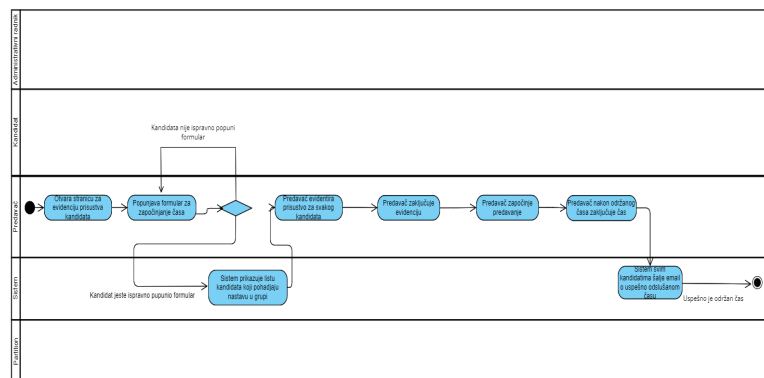 Administrativni radnik
Kandidat
Predavač
Sistem
Partition
Kandidata nije ispravno popuni
formular
Otvara stranicu za
evidenciju prisustva
kandidata
Popunjava formular za
započinjanje časa
Predavač evidentira
prisustvo za svakog
kandidata
Predavač zaključuje
evidenciju
Predavač započinje
predavanje
Predavač nakon održanog
časa zaključuje čas
Kandidat jeste ispravno pupunio formular
Sistem prikazuje listu
kandidata koji pohadjaju
nastavu u grupi
Sistem svim
kandidatima šalje email
o uspešno odslušanom
času
Uspešno je održan čas